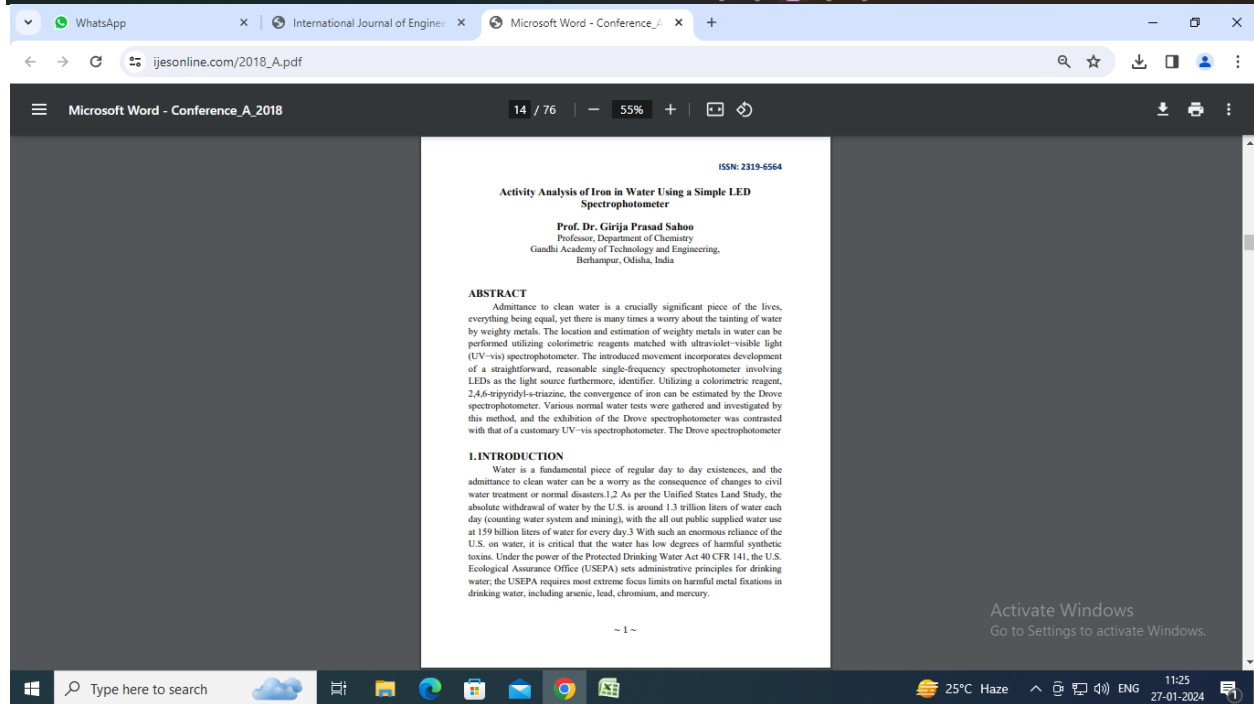 WhatsApp
International Journal of Enginee
Microsoft Word - Conference_A
ijesonline.com/2018_A.pdf
Microsoft Word - Conference_A_2018
14 / 76
55%
ISSN: 2319-6564
Activity Analysis of Iron in Water Using a Simple LED
Spectrophotometer
Prof. Dr. Girija Prasad Sahoo
Professor, Department of Chemistry
Gandhi Academy of Technology and Engineering,
Berhampur, Odisha, India
ABSTRACT
Admittance to clean water is a crucially significant piece of the lives,
everything being equal, yet there is many times a worry about the tainting of water
by weighty metals. The location and estimation of weighty metals in water can be
performed utilizing colorimetric reagents matched with ultraviolet−visible light
(UV−vis) spectrophotometer. The introduced movement incorporates development
of a straightforward, reasonable single-frequency spectrophotometer involving
LEDs as the light source furthermore, identifier. Utilizing a colorimetric reagent,
2,4,6-tripyridyl-s-triazine, the convergence of iron can be estimated by the Drove
spectrophotometer. Various normal water tests were gathered and investigated by
this method, and the exhibition of the Drove spectrophotometer was contrasted
with that of a customary UV−vis spectrophotometer. The Drove spectrophotometer
1. INTRODUCTION
Water is a fundamental piece of regular day to day existences, and the
admittance to clean water can be a worry as the consequence of changes to civil
water treatment or normal disasters.1,2 As per the Unified States Land Study, the
absolute withdrawal of water by the U.S. is around 1.3 trillion liters of water each
day (counting water system and mining), with the all out public supplied water use
at 159 billion liters of water for every day.3 With such an enormous reliance of the
U.S. on water, it is critical that the water has low degrees of harmful synthetic
toxins. Under the power of the Protected Drinking Water Act 40 CFR 141, the U.S.
Ecological Assurance Office (USEPA) sets administrative principles for drinking
water; the USEPA requires most extreme focus limits on harmful metal fixations in
drinking water, including arsenic, lead, chromium, and mercury.
~ 1 ~
Activate Windows
Go to Settings to activate Windows.
Type here to search
25°C Haze
ENG
11:25
27-01-2024
1